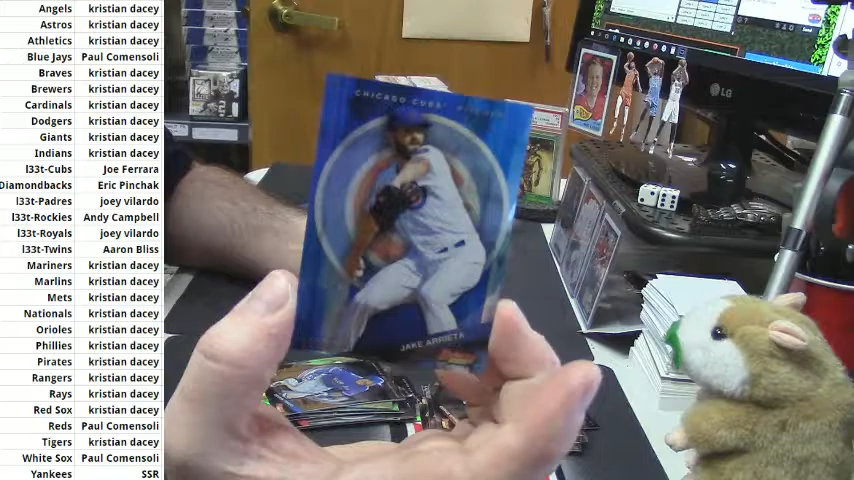 Angels kristian dacey
Astros kristian dacey
Athletics kristian dacey
Blue Jays Paul Comensoli
Braves kristian dacey
Brewers kristian dacey
Cardinals kristian dacey
Dodgers kristian dacey
Giants kristian dacey
Indians kristian dacey
l33t-Cubs Joe Ferrara
Diamondbacks Eric Pinchak
l33t-Padres joey vilardo
l33t-Rockies Andy Campbell
l33t-Royals joey vilardo
l33t-Twins Aaron Bliss
Mariners kristian dacey
Marlins kristian dacey
Mets kristian dacey
Nationals kristian dacey
Orioles kristian dacey
Phillies kristian dacey
Pirates kristian dacey
Rangers kristian dacey
Rays kristian dacey
Red Sox kristian dacey
Reds Paul Comensoli
Tigers kristian dacey
White Sox Paul Comensoli
Yankees SSR
CHICAGO CUBS
JAKE ARRIETA
LG